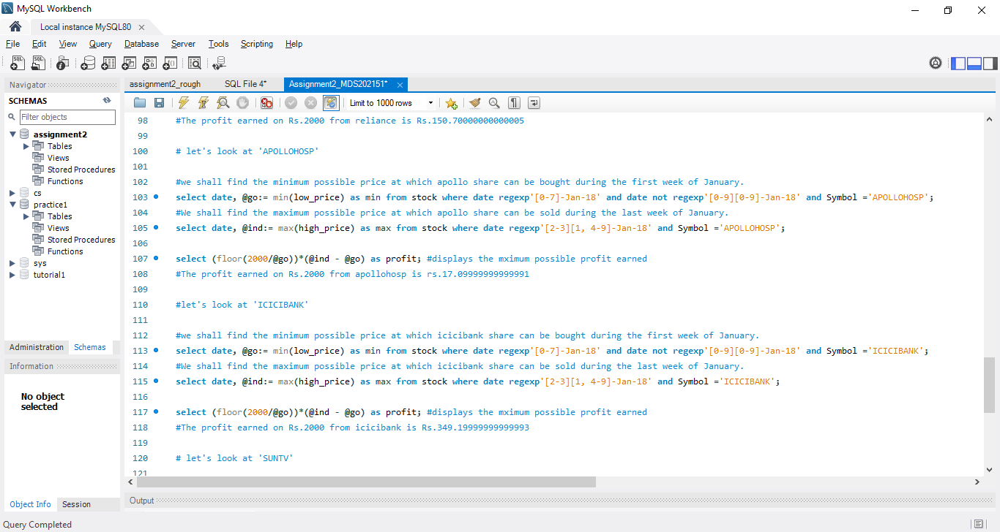 MySQL Workbench
Local instance MySQL80
File Edit View Query Database Server Tools Scripting Help
Navigator
SCHEMAS
Filter objects
assignment2
Tables
Views
Stored Procedures
Functions
cs
practice1
Tables
Views
Stored Procedures
Functions
sys
tutorial1
Administration Schemas
Information
No object
selected
Object Info Session
assignment2_rough SQL File 4* Assignment2_MDS202151*
Limit to 1000 rows
98 #The profit earned on Rs.2000 from reliance is Rs.150.70000000000005
99
100 # let's look at 'APOLLOHOSP'
101
102 #we shall find the minimum possible price at which apollo share can be bought during the first week of January.
103 select date, @go:= min(low_price) as min from stock where date regexp'[0-7]-Jan-18' and date not regexp'[0-9][0-9]-Jan-18' and Symbol ='APOLLOHOSP';
104 #We shall find the maximum possible price at which apollo share can be sold during the last week of January.
105 select date, @ind:= max(high_price) as max from stock where date regexp'[2-3][1, 4-9]-Jan-18' and Symbol ='APOLLOHOSP';
106
107 select (floor(2000/@go))*(@ind - @go) as profit; #displays the mximum possible profit earned
108 #The profit earned on Rs.2000 from apollohosp is rs.17.09999999999991
109
110 #let's look at 'ICICIBANK'
111
112 #we shall find the minimum possible price at which icicibank share can be bought during the first week of January.
113 select date, @go:= min(low_price) as min from stock where date regexp'[0-7]-Jan-18' and date not regexp'[0-9][0-9]-Jan-18' and Symbol ='ICICIBANK';
114 #We shall find the maximum possible price at which icicibank share can be sold during the last week of January.
115 select date, @ind:= max(high_price) as max from stock where date regexp'[2-3][1, 4-9]-Jan-18' and Symbol ='ICICIBANK';
116
117 select (floor(2000/@go))*(@ind - @go) as profit; #displays the mximum possible profit earned
118 #The profit earned on Rs.2000 from icicibank is Rs.349.19999999999993
119
120 # let's look at 'SUNTV'
121
Output
Query Completed